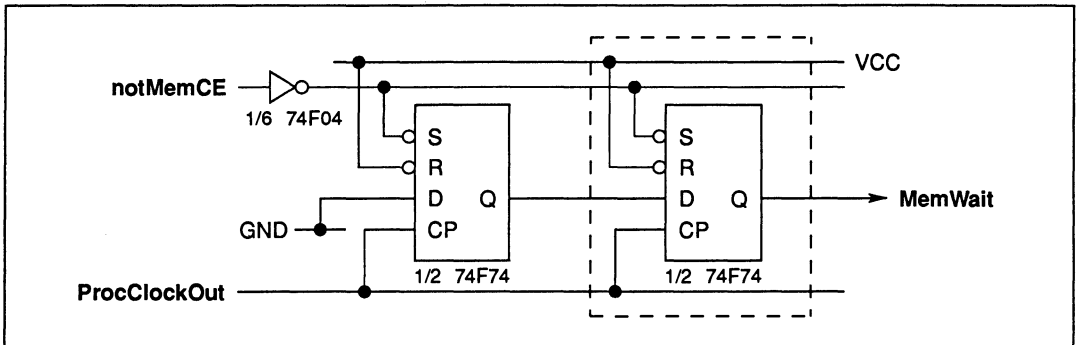 VCC
notMemCE
1/6 74F04
S
R
D Q
CP
1/2 74F74
S
R
D Q
CP
1/2 74F74
MemWait
GND
ProcClockOut